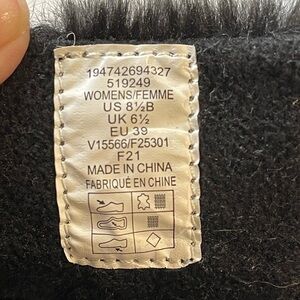 194742694327
519249
WOMENS/FEMME
US 8½B
UK 6½
EU 39
V15566/F25301
F21
MADE IN CHINA
FABRIQUÉ EN CHINE